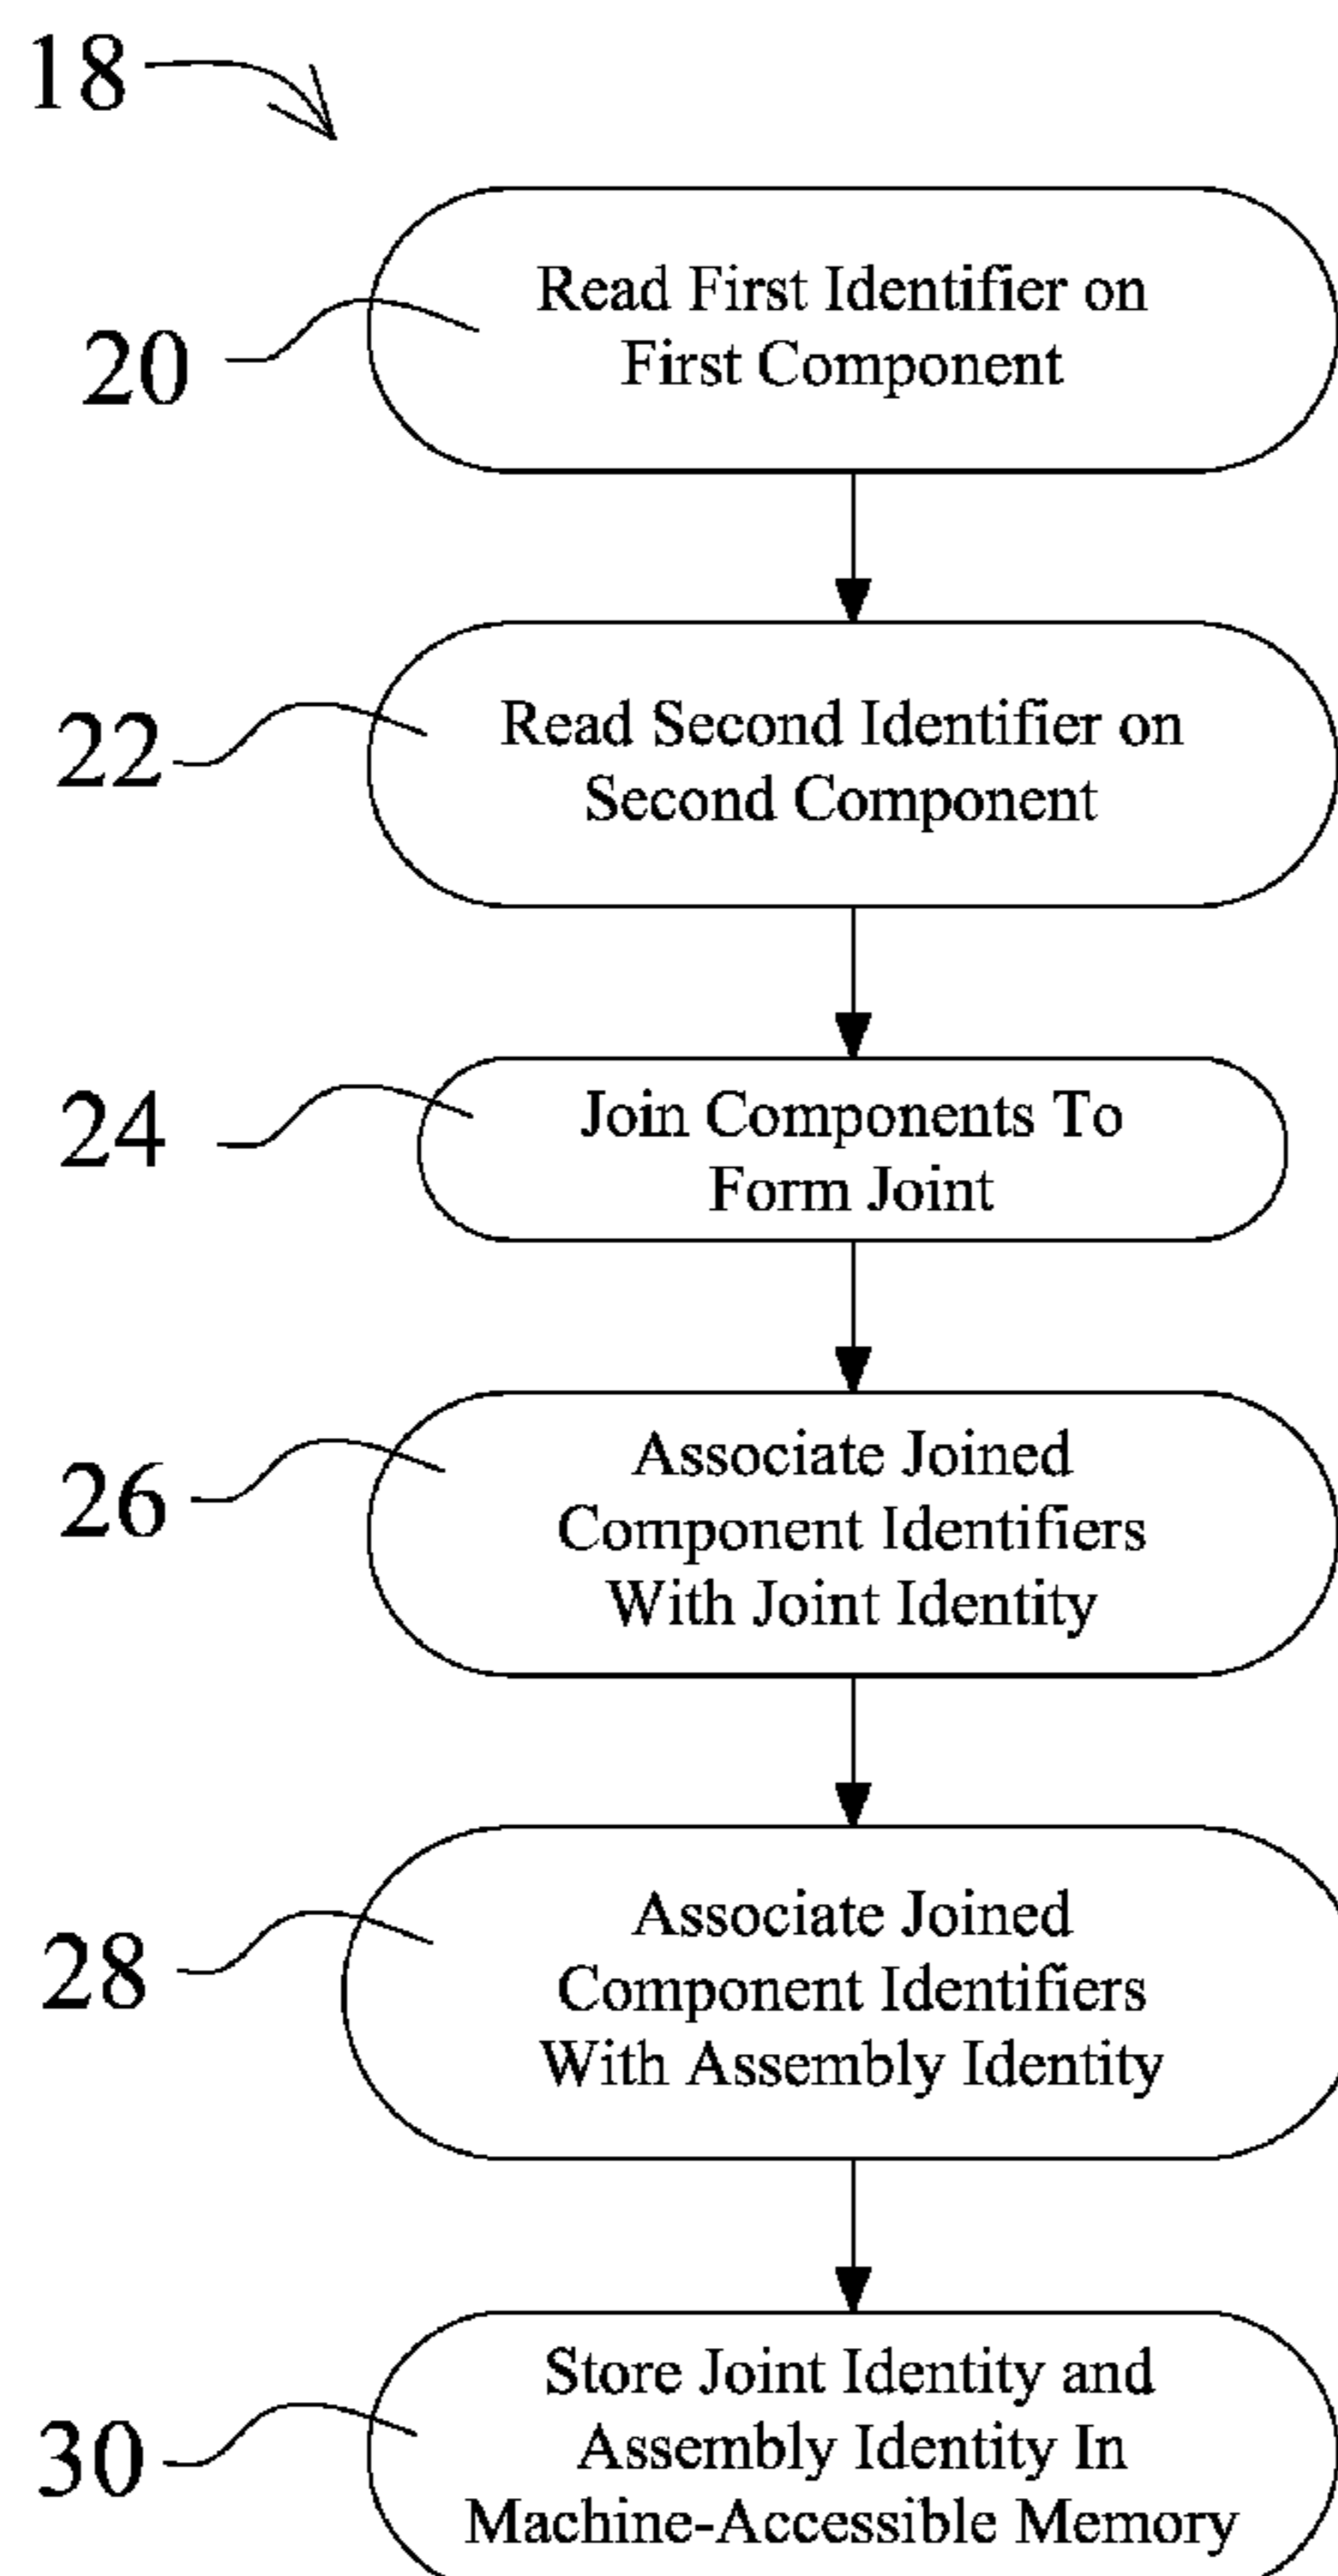 18
Read First Identifier on
First Component
20
Read Second Identifier on
Second Component
22
Join Components To
Form Joint
24
Associate Joined
Component Identifiers
With Joint Identity
26
Associate Joined
Component Identifiers
With Assembly Identity
28
Store Joint Identity and
Assembly Identity In
Machine-Accessible Memory
30